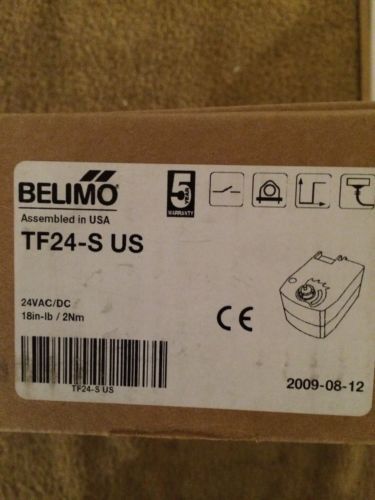 BELIMO®
Assembled in USA
TF24-S US
5 YEAR
WARRANTY
24VAC/DC
18in-lb / 2Nm
CE
TF24-S US
2009-08-12